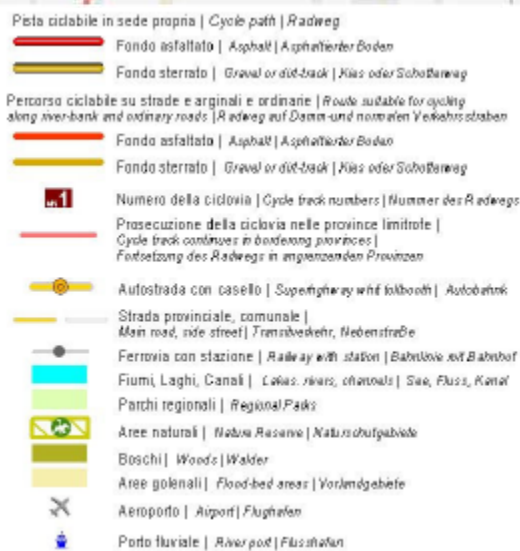 Pista ciclabile in sede propria | Cycle path | Radweg
Fondo asfaltato | Asphalt | Asphaltierter Boden
Fondo sterrato | Gravel or dirt-track | Kies oder Schotterweg
Percorso ciclabile su strade e arginali e ordinarie | Route suitable for cycling
along river-bank and ordinary roads | Radweg auf Damm-und normalen Verkehrsstraben
Fondo asfaltato | Asphalt | Asphaltierter Boden
Fondo sterrato | Gravel or dirt-track | Kies oder Schotterweg
1
Numero della ciclovia | Cycle track numbers | Nummer des Radwegs
Prosecuzione della ciclovia nelle province limitrofe |
Cycle track continues in borderong provinces |
Fortsetzung des Radwegs in angrenzenden Provinzen
Autostrada con casello | tollbooth | Autobahnk
Strada provinciale, comunale |
Main road, side street | Transitverkehr, Nebenstraße
Ferrovia con stazione | Railway with station | Bahnlinie mit Bahnhof
Fiumi, Laghi, Canali | Lakes. rivers, channels | See, Fluss, Kanal
Parchi regionali | Regional Parks
Aree naturali | Nature Reserve | Naturschutgebiete
Boschi | Woods | Walder
Aree golenali | Flood-bed areas | Vorlandgebiete
Aeroporto | Airport | Flughafen
Porto fluviale | River port | Flusshafen